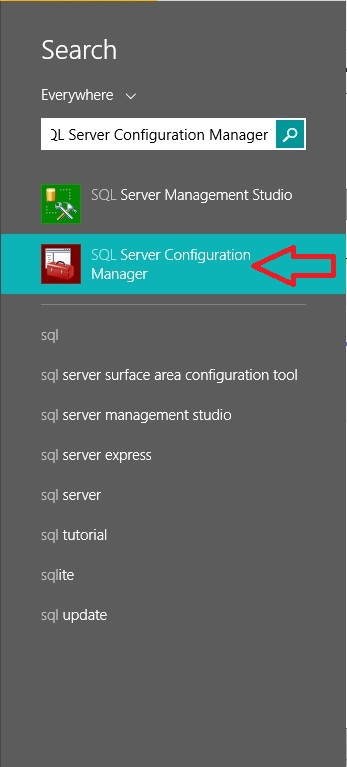 Search
Everywhere
QL Server Configuration Manager
SQL Server Management Studio
SQL Server Configuration
Manager
sql
sql server surface area configuration tool
sql server management studio
sql server express
sql server
sql tutorial
sqlite
sql update